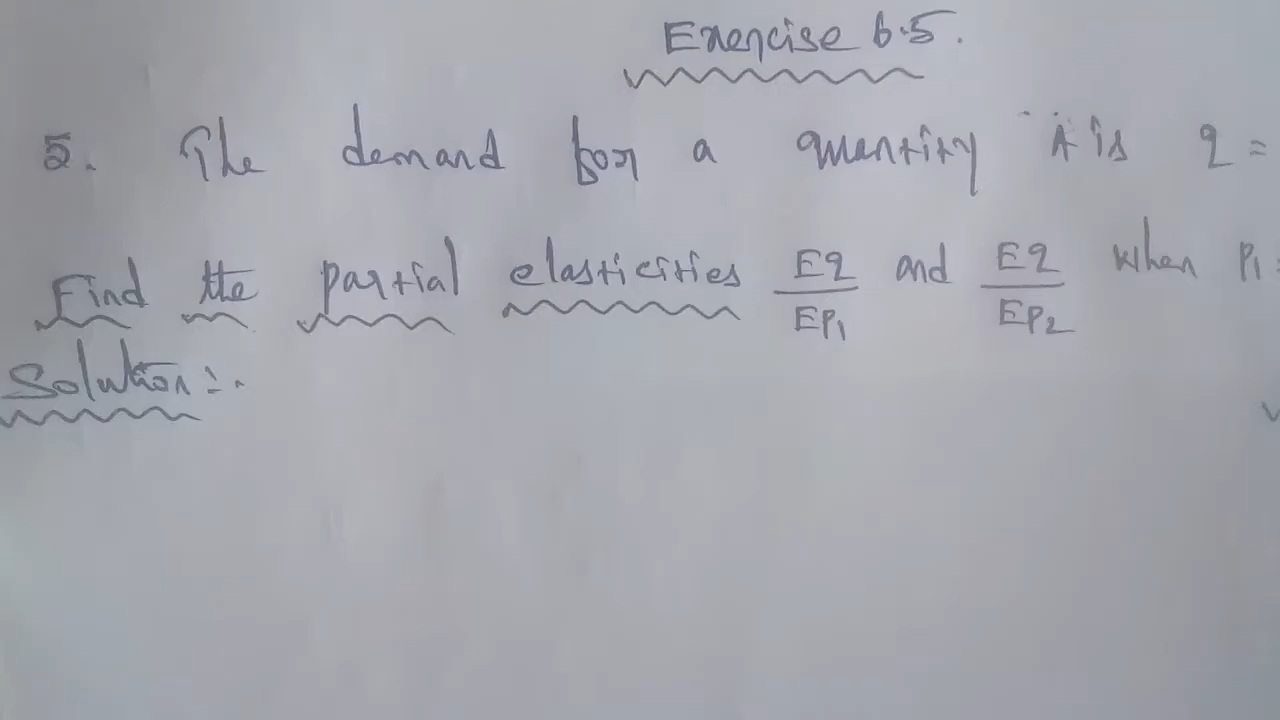 Exercise 6.5.
5. The demand for a quantity A is q =
Find the partial elasticities Eq/Ep1 and Eq/Ep2 when P1 =
Solution:-